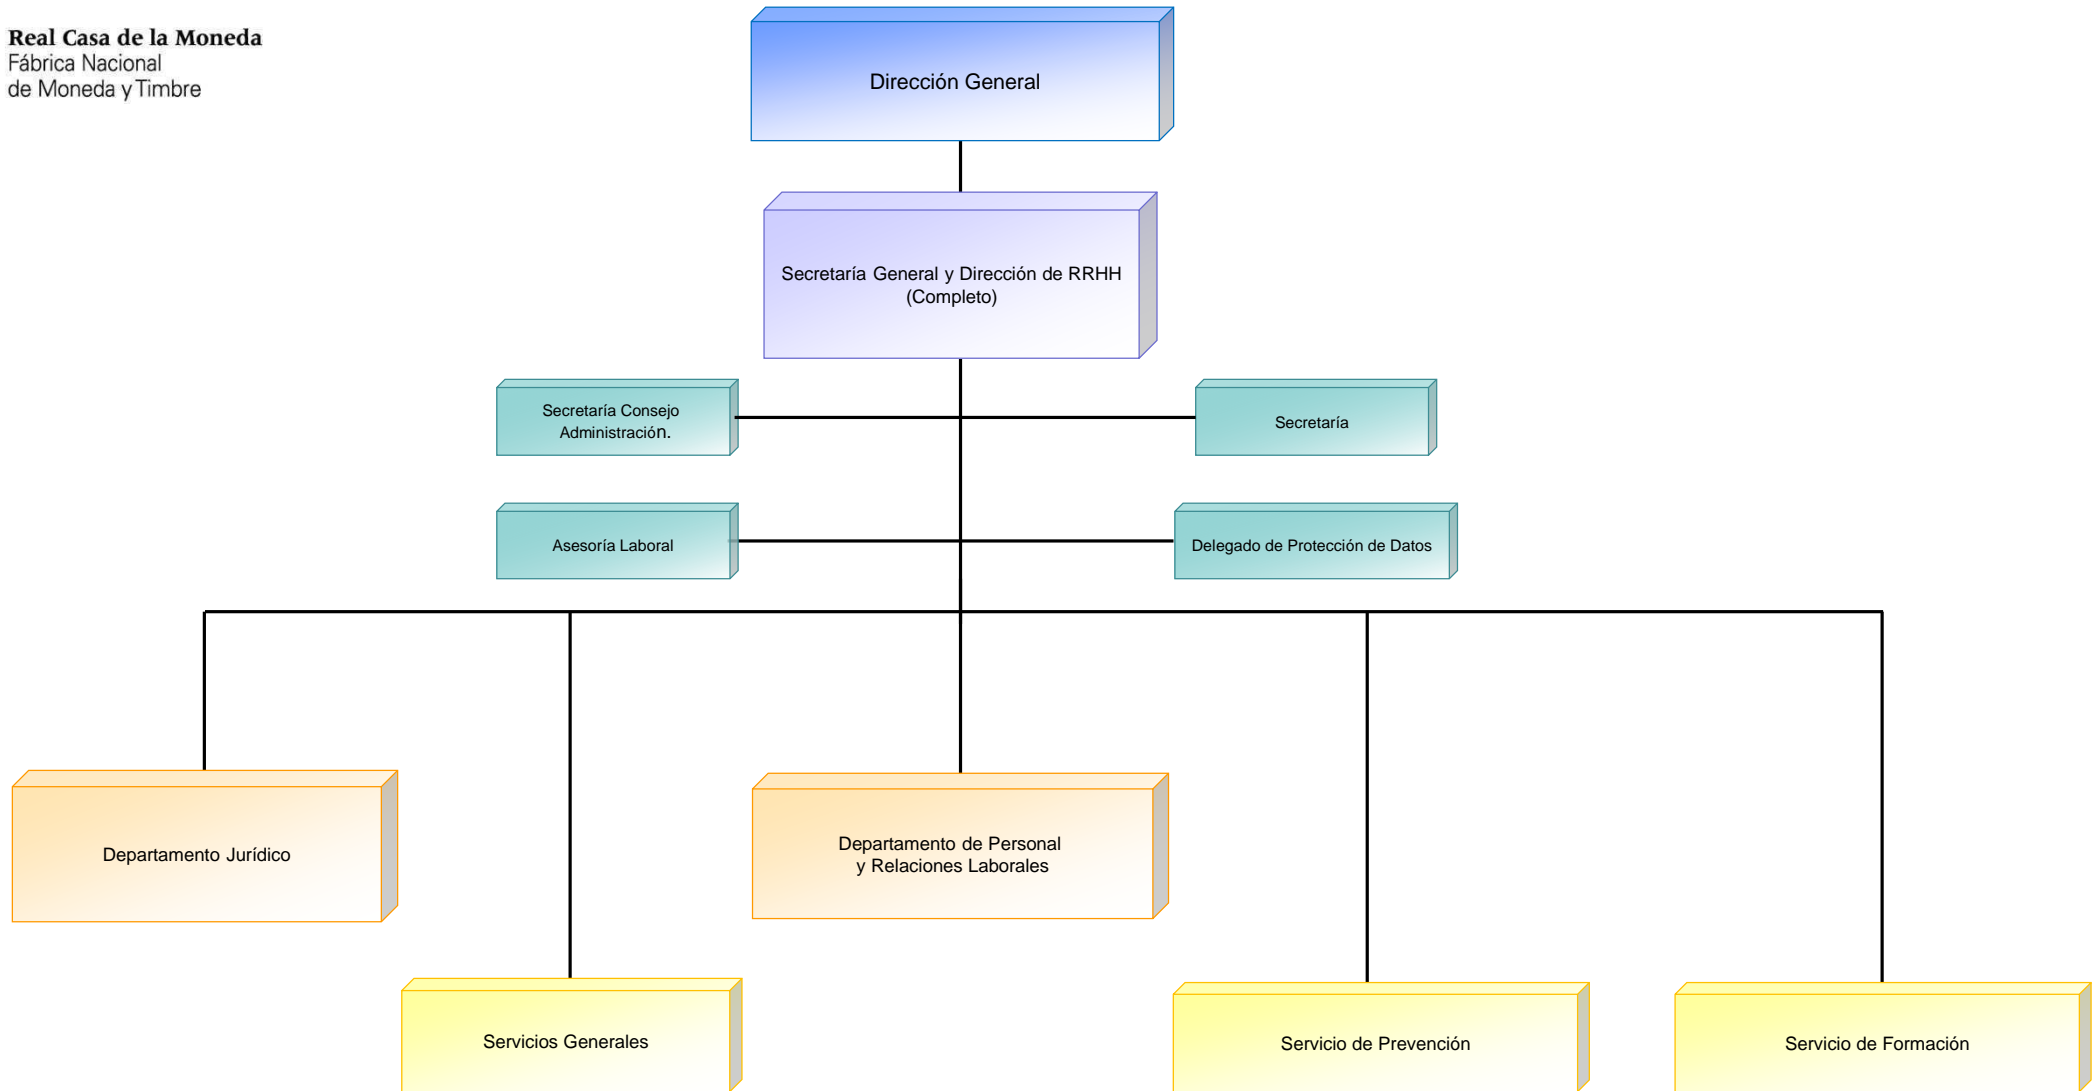 Real Casa de la Moneda
Fábrica Nacional
de Moneda y Timbre
Dirección General
Secretaría General y Dirección de RRHH
(Completo)
Secretaría Consejo
Administración.
Secretaría
Asesoría Laboral
Delegado de Protección de Datos
Departamento Jurídico
Departamento de Personal
y Relaciones Laborales
Servicios Generales
Servicio de Prevención
Servicio de Formación